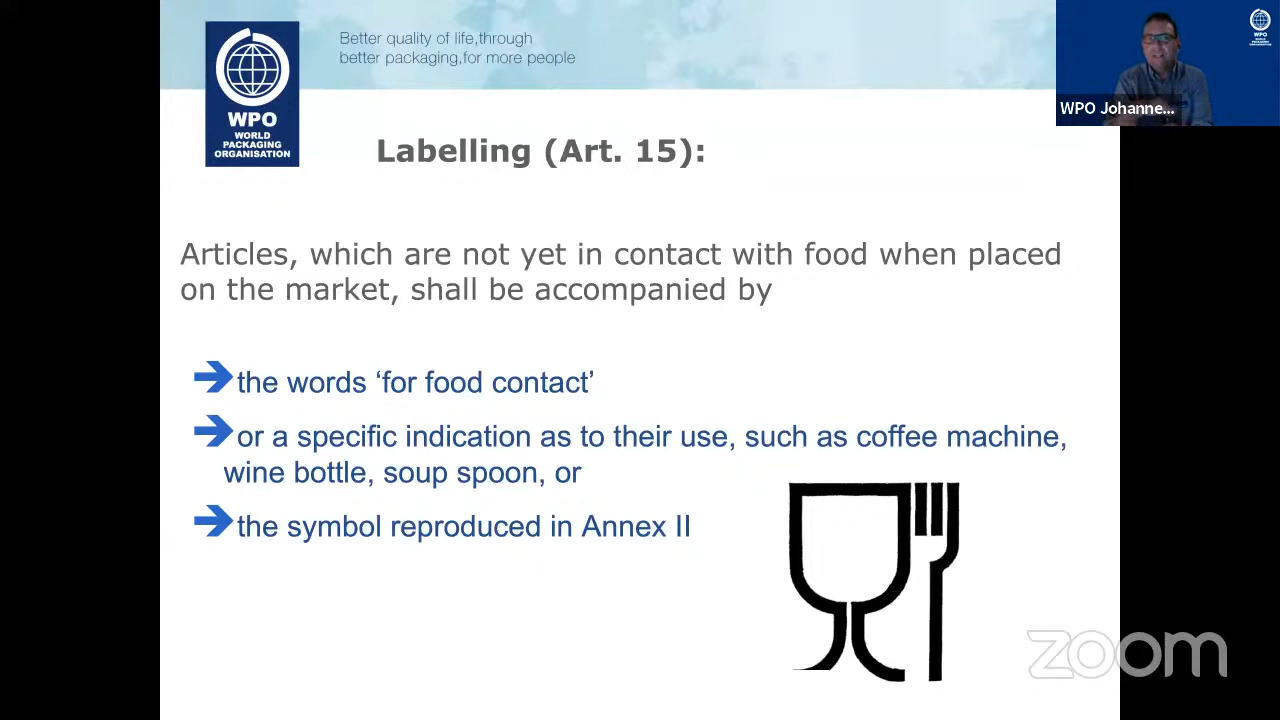 Better quality of life,through
better packaging,for more people
WPO
WORLD
PACKAGING
ORGANISATION
WPO
WPO Johanne...
Labelling (Art. 15):
Articles, which are not yet in contact with food when placed
on the market, shall be accompanied by
the words ‘for food contact’
or a specific indication as to their use, such as coffee machine,
wine bottle, soup spoon, or
the symbol reproduced in Annex II
zoom